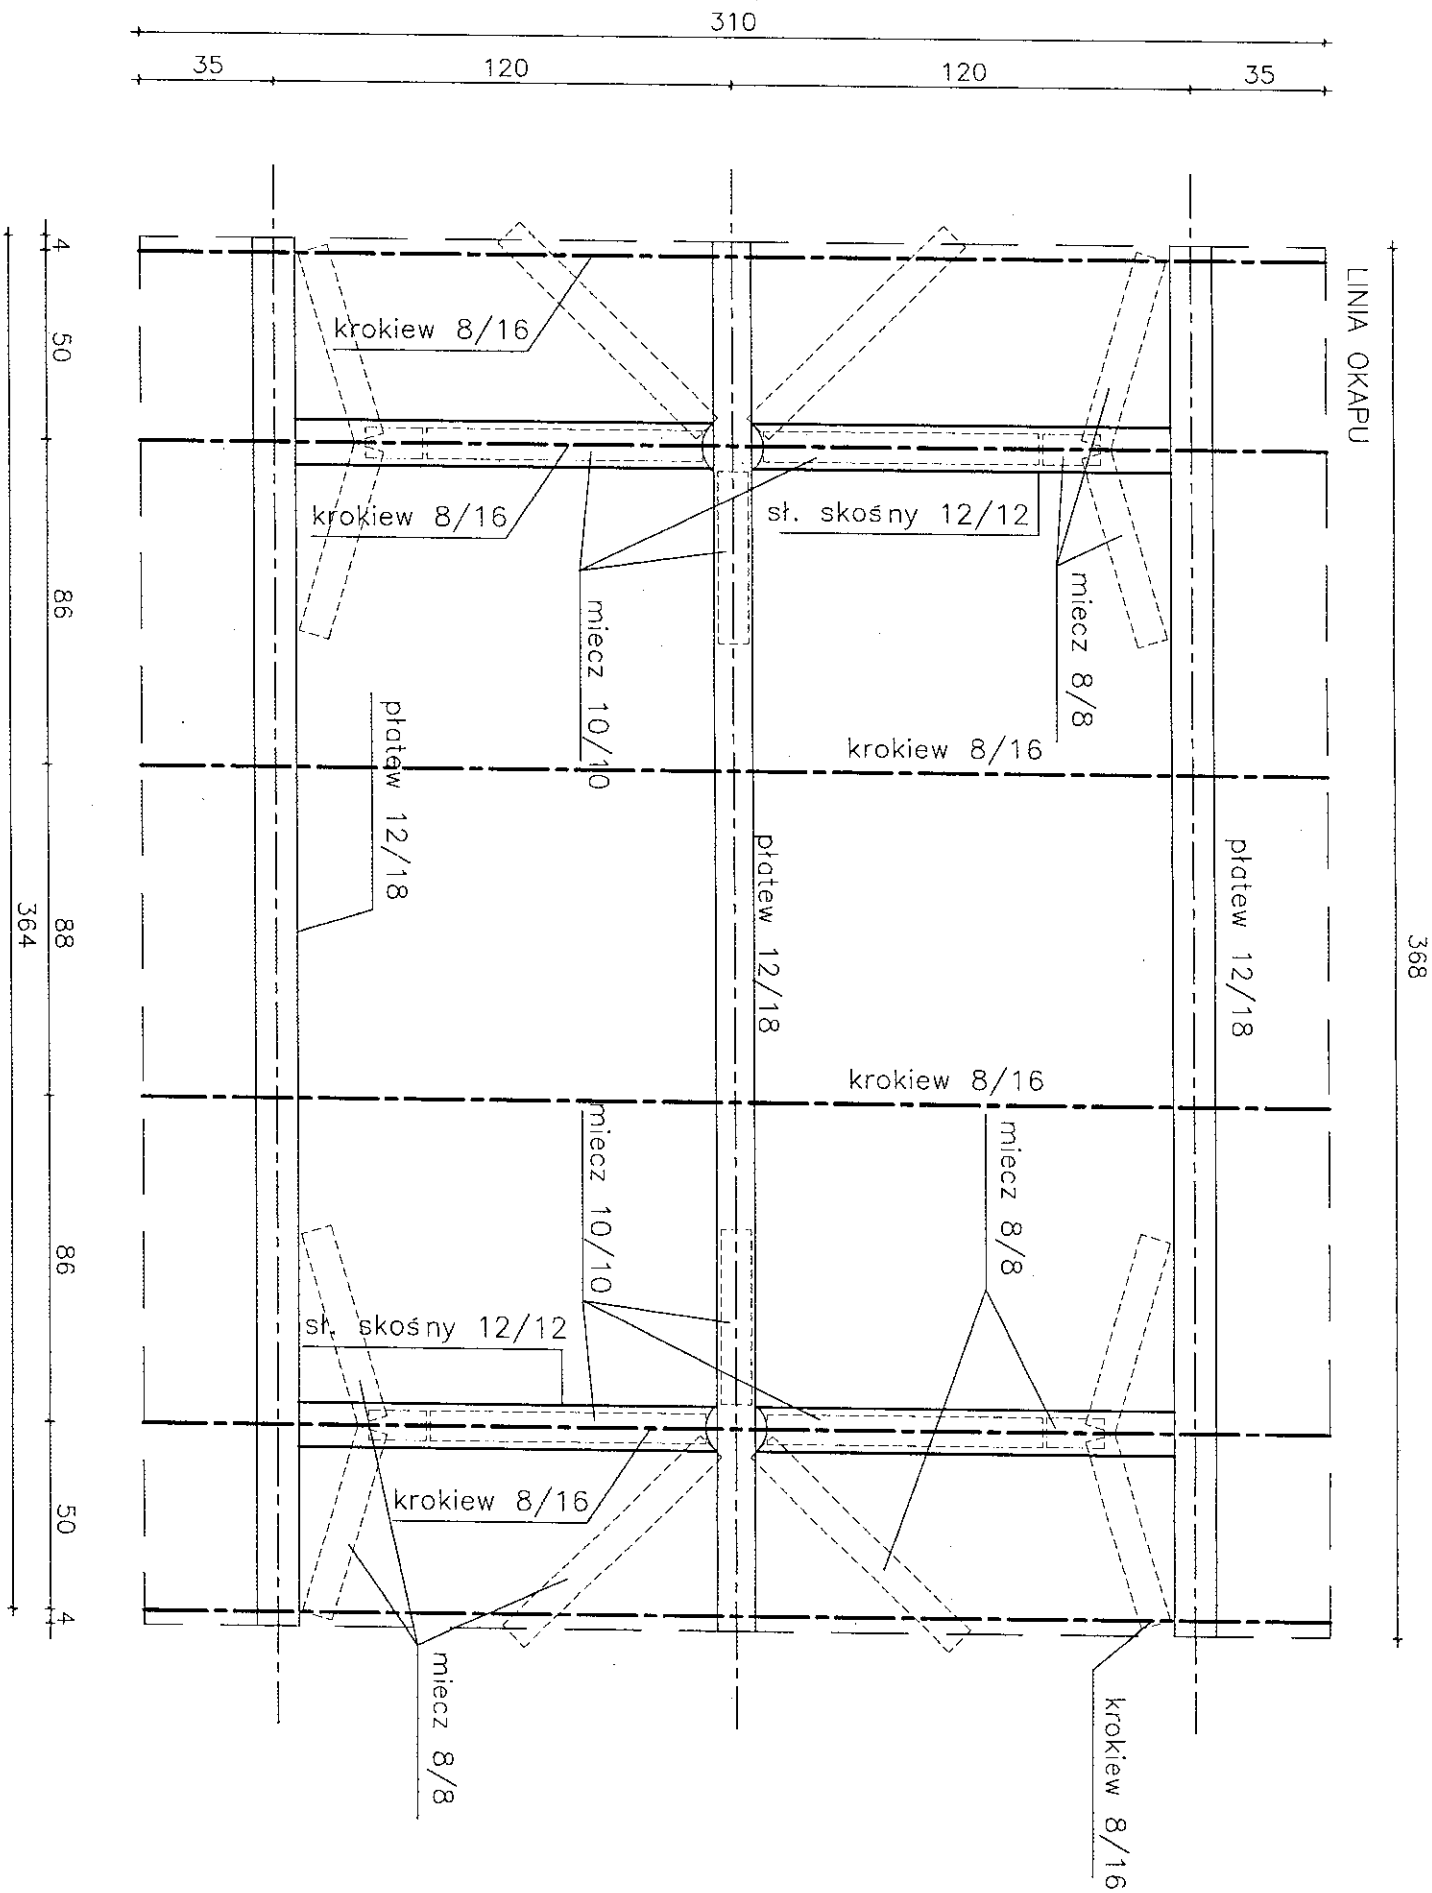 310
35
120
120
35
LINIA OKAPU
4
krokiew 8/16
50
krokiew 8/16
sł. skośny 12/12
86
miecz 10/10
miecz 8/8
płatew 12/18
krokiew 8/16
płatew 12/18
płatew 12/18
88
364
368
krokiew 8/16
miecz 10/10
miecz 8/8
86
sł. skośny 12/12
krokiew 8/16
50
4
miecz 8/8
krokiew 8/16